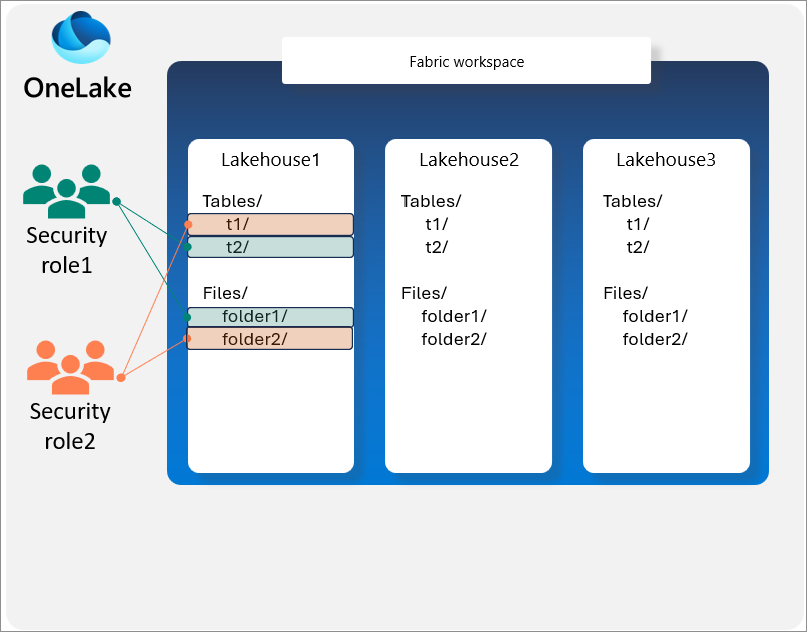 OneLake
Fabric workspace
Security
role1
Security
role2
Lakehouse1
Tables/
t1/
t2/
Files/
folder1/
folder2/
Lakehouse2
Tables/
t1/
t2/
Files/
folder1/
folder2/
Lakehouse3
Tables/
t1/
t2/
Files/
folder1/
folder2/